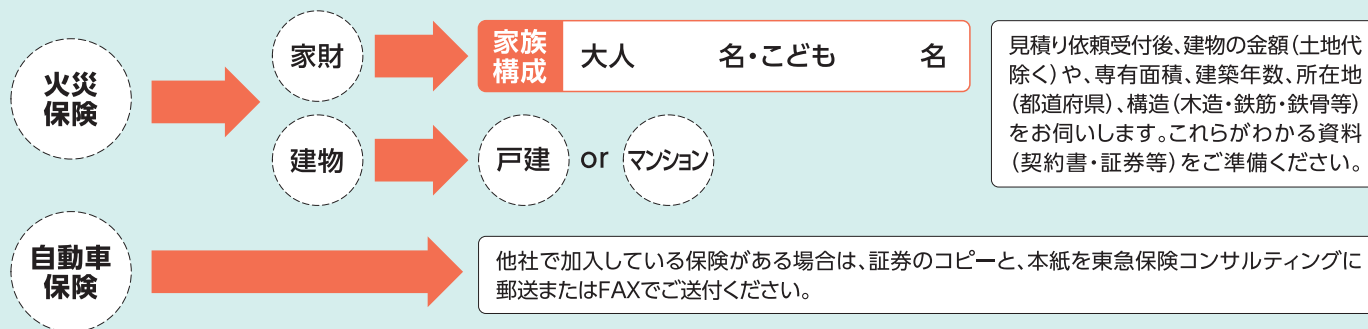 火災
保険
家財
家族
構成
大人 名・こども 名
建物
戸建 or マンション
見積り依頼受付後、建物の金額(土地代
除く)や、専有面積、建築年数、所在地
(都道府県)、構造(木造・鉄筋・鉄骨等)
をお伺いします。これらがわかる資料
(契約書・証券等)をご準備ください。
自動車
保険
他社で加入している保険がある場合は、証券のコピーと、本紙を東急保険コンサルティングに
郵送またはFAXでご送付ください。